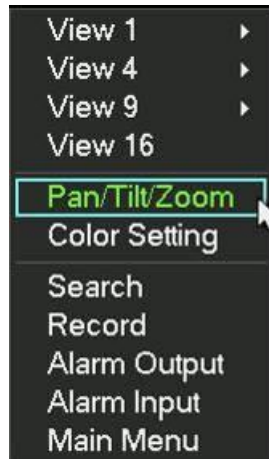 View 1
View 4
View 9
View 16
Pan/Tilt/Zoom
Color Setting
Search
Record
Alarm Output
Alarm Input
Main Menu